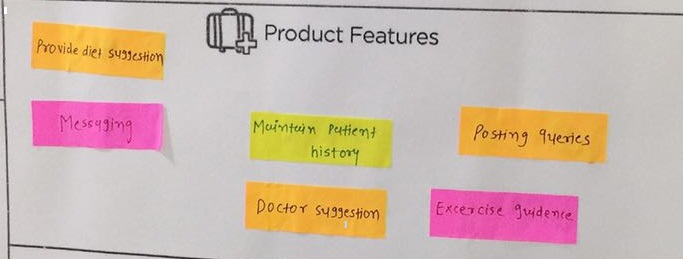 Product Features
Provide diet suggestion
Messaging
Maintain Patient
history
Posting queries
Doctor suggestion
Excercise guidence